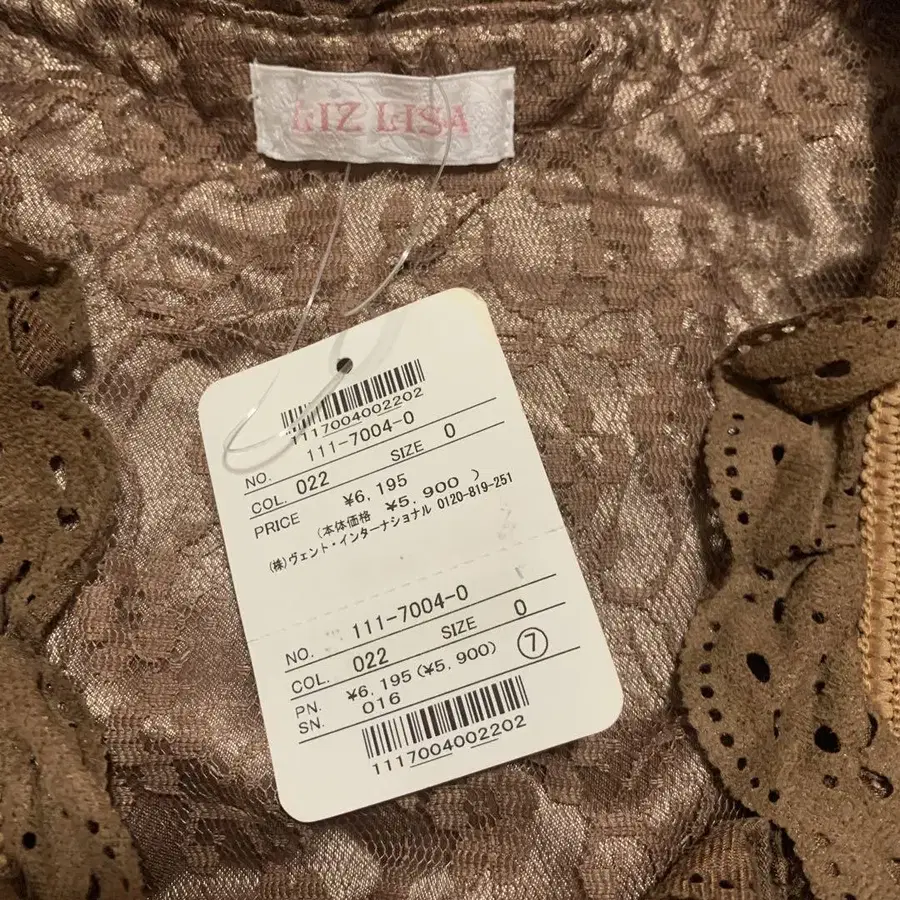 LIZ LISA
1117004002202
NO. 111-7004-0
COL. 022 SIZE 0
PRICE ¥6,195
(本体価格 ¥5,900 )
(株)ヴェント・インターナショナル 0120-819-251
NO. 111-7004-0
COL. 022 SIZE 0
PN. ¥6,195(¥5,900) ⑦
SN. 016
1117004002202